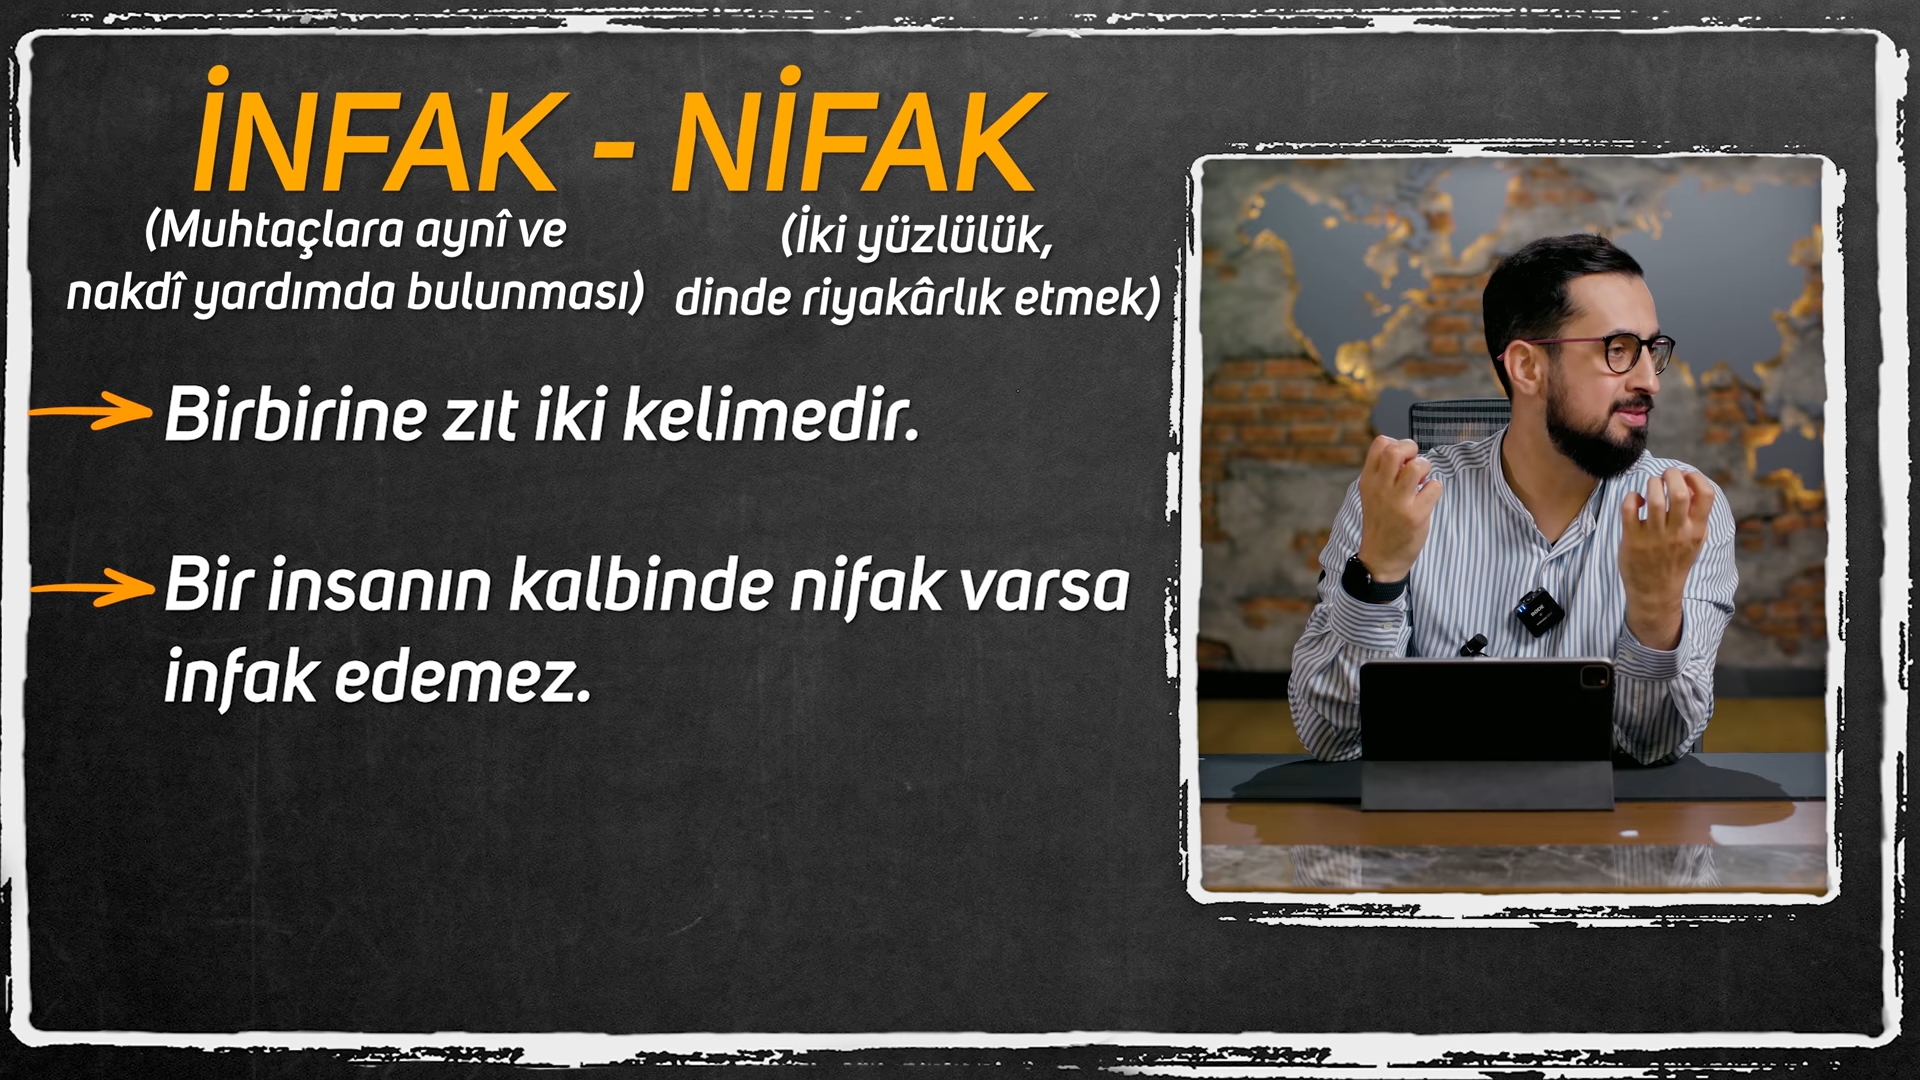 İNFAK - NİFAK
(Muhtaçlara aynî ve
nakdî yardımda bulunması)
(İki yüzlülük,
dinde riyakârlık etmek)
Birbirine zıt iki kelimedir.
Bir insanın kalbinde nifak varsa
infak edemez.